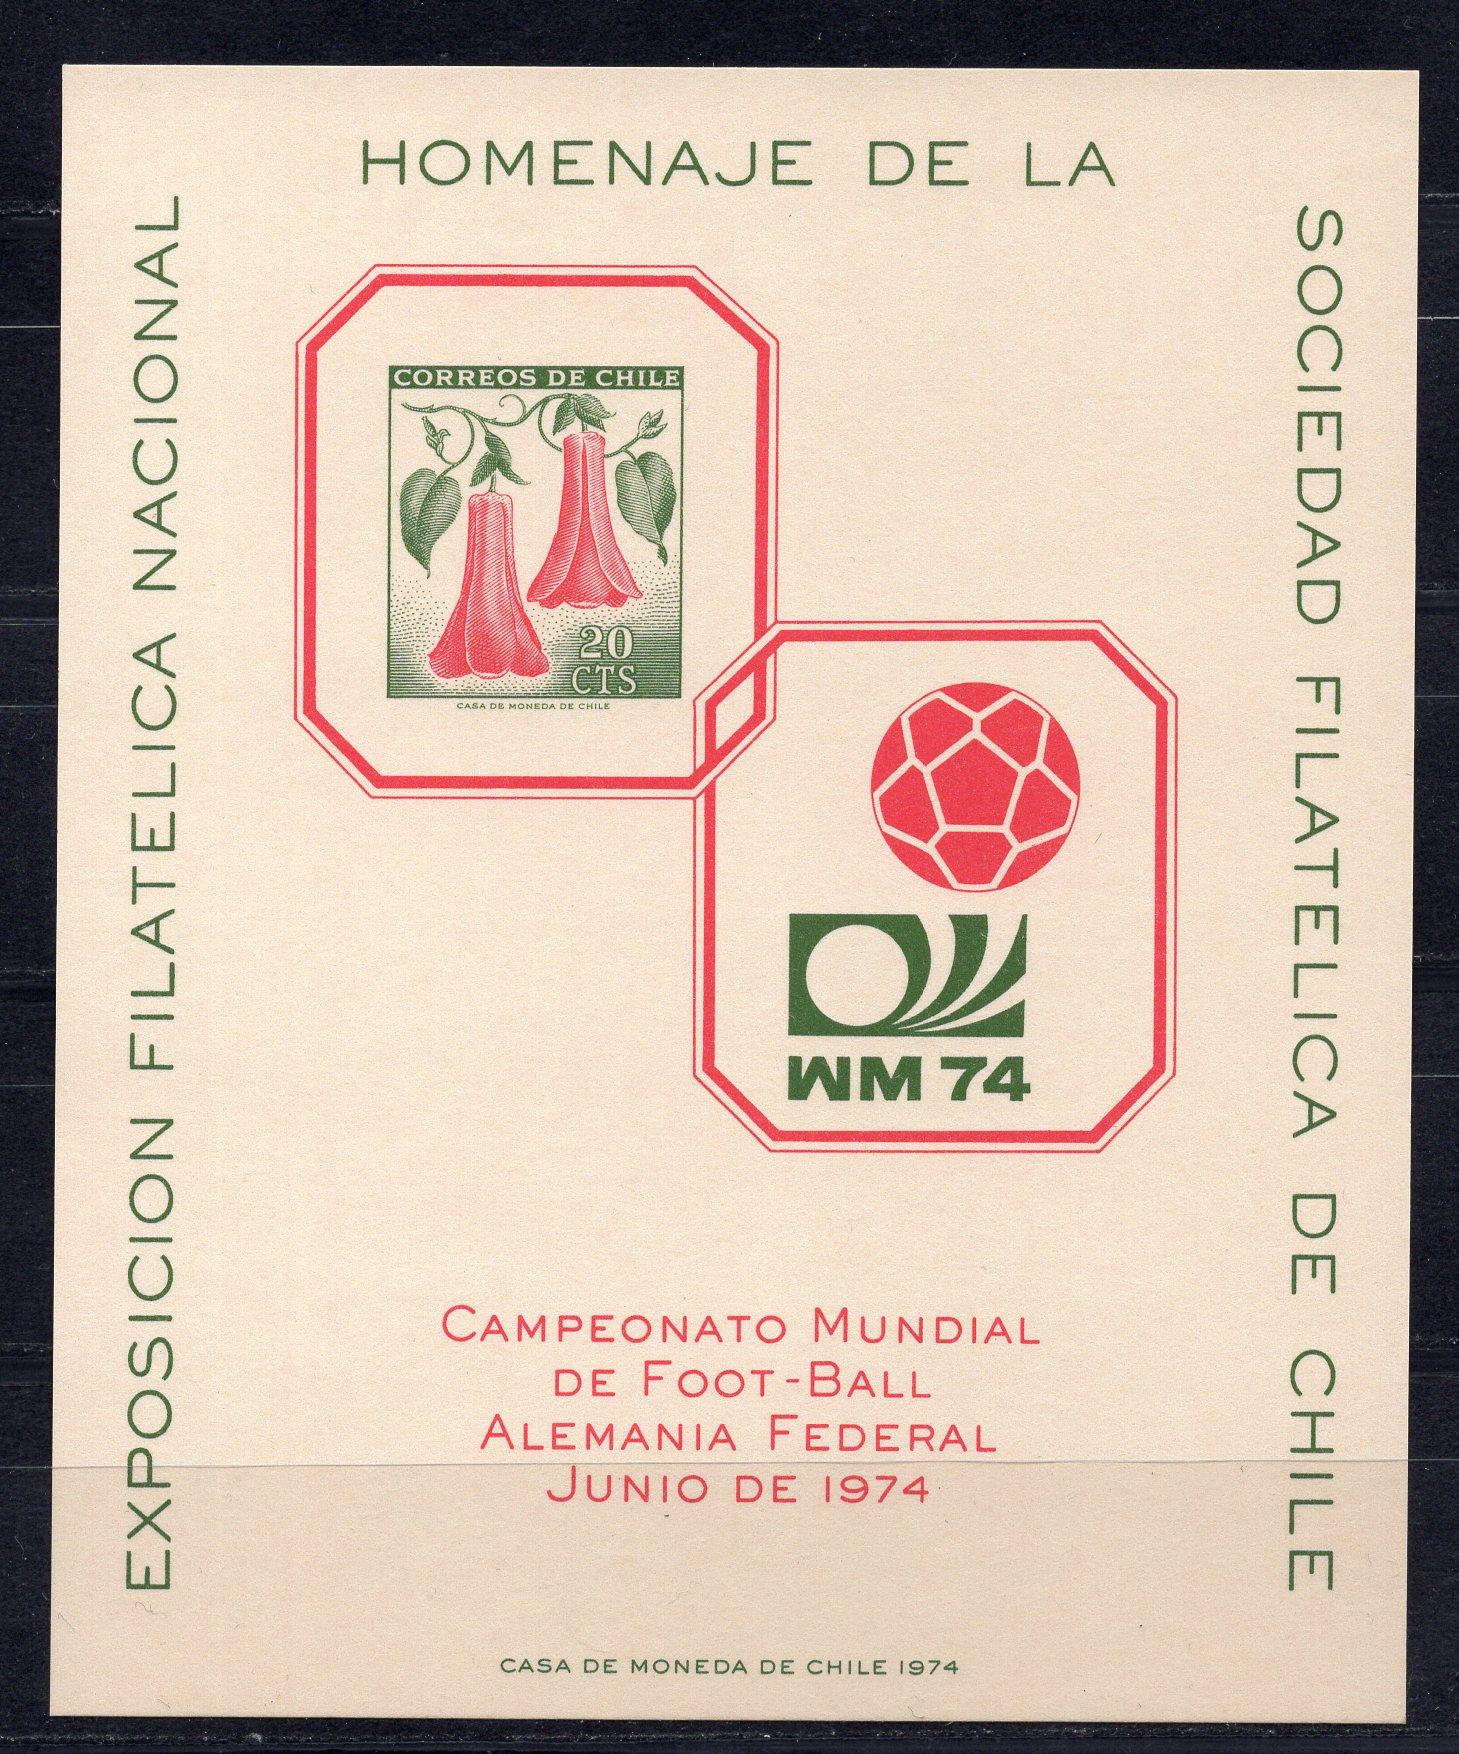 EXPOSICION FILATELICA NACIONAL
HOMENAJE DE LA
SOCIEDAD FILATELICA DE CHILE
CORREOS DE CHILE
20
CTS
CASA DE MONEDA DE CHILE
WM 74
CAMPEONATO MUNDIAL
DE FOOT-BALL
ALEMANIA FEDERAL
JUNIO DE 1974
CASA DE MONEDA DE CHILE 1974